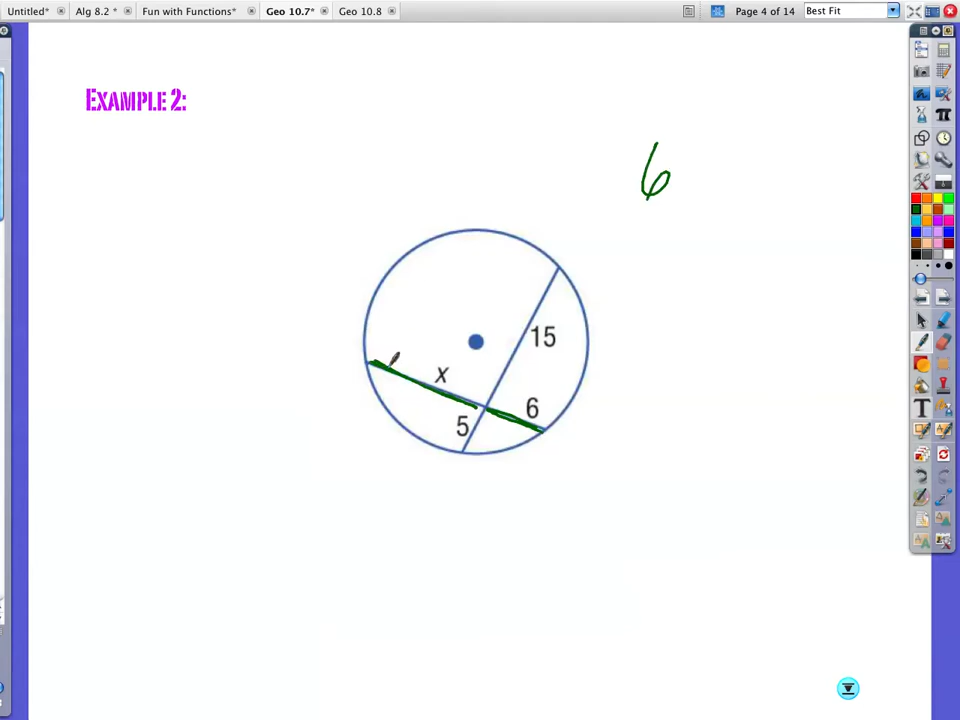 Untitled*
Alg 8.2 *
Fun with Functions*
Geo 10.7*
Geo 10.8
Page 4 of 14
Best Fit
EXAMPLE 2:
6
15
x
6
5
T